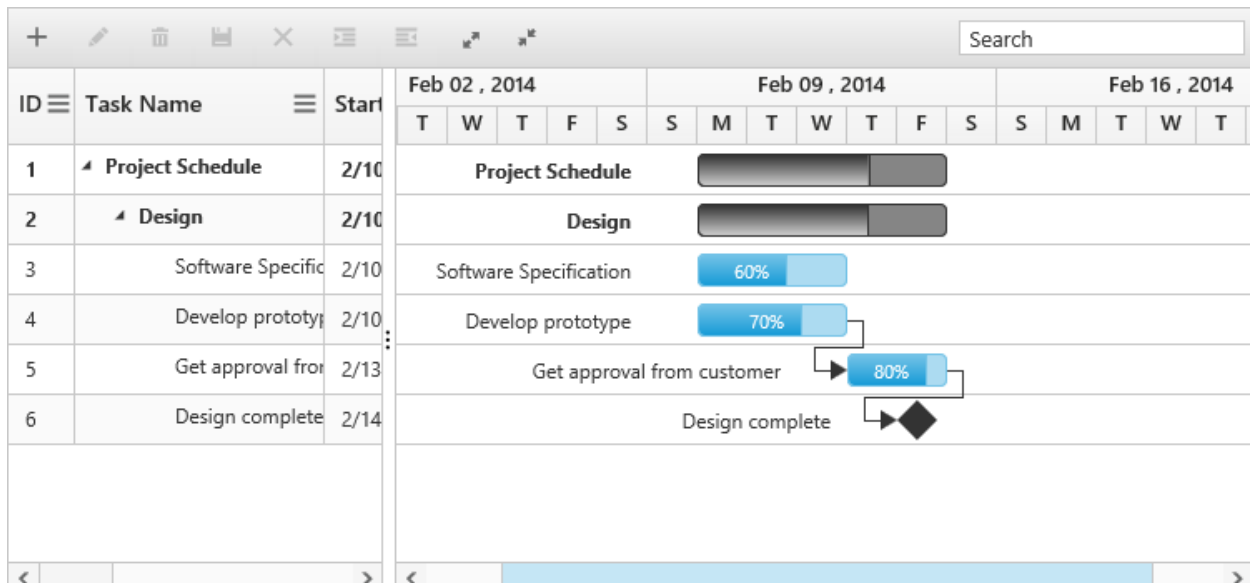 Search
ID Task Name Start
Feb 02 , 2014 Feb 09 , 2014 Feb 16 , 2014
T W T F S S M T W T F S S M T W T
1 Project Schedule 2/10 Project Schedule
2 Design 2/10 Design
3 Software Specific 2/10 Software Specification 60%
4 Develop prototy 2/10 Develop prototype 70%
5 Get approval fro 2/13 Get approval from customer 80%
6 Design complete 2/14 Design complete